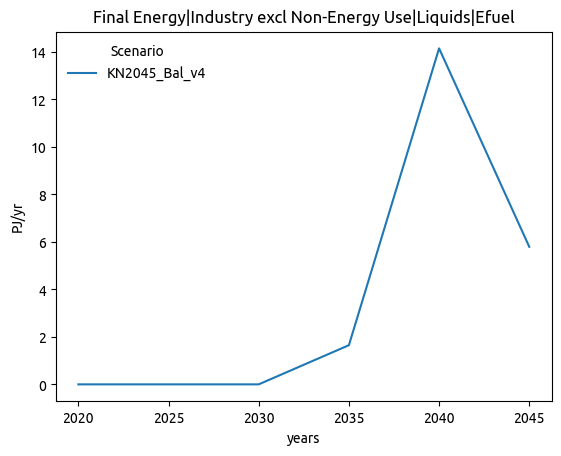 Final Energy|Industry excl Non-Energy Use|Liquids|Efuel
Scenario
KN2045_Bal_v4
PJ/yr
14
12
10
8
6
4
2
0
2020 2025 2030 2035 2040 2045
years